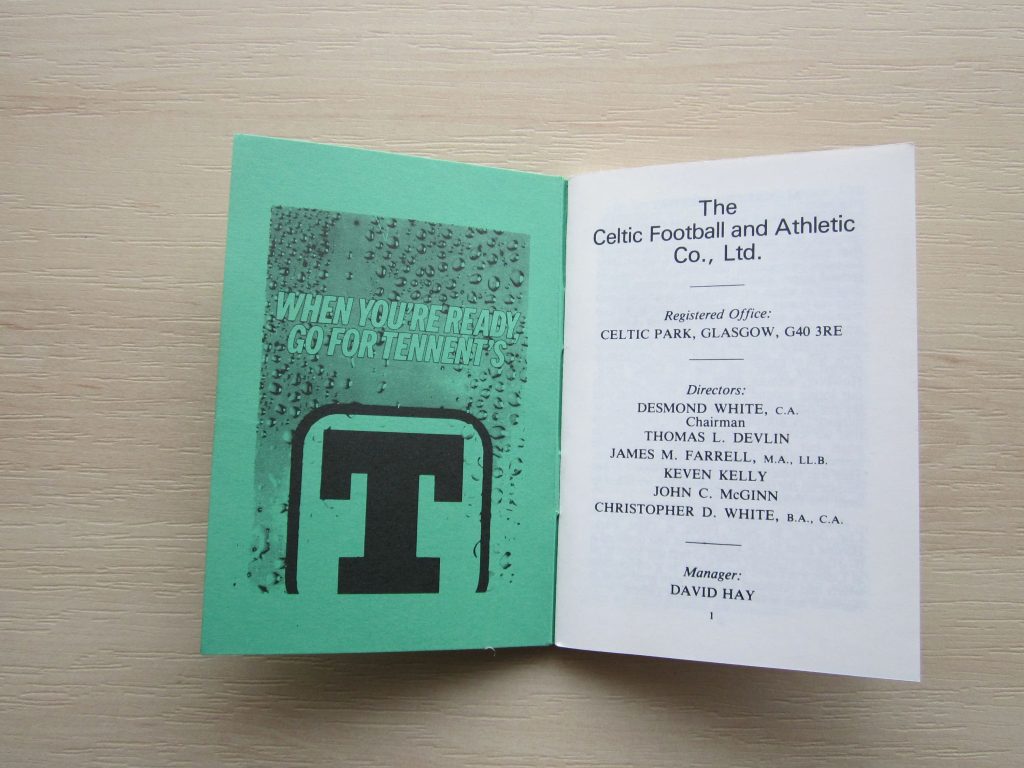 WHEN YOU'RE READY
GO FOR TENNENT'S
T
The
Celtic Football and Athletic
Co., Ltd.
Registered Office:
CELTIC PARK, GLASGOW, G40 3RE
Directors:
DESMOND WHITE, C.A.
Chairman
THOMAS L. DEVLIN
JAMES M. FARRELL, M.A., LL.B.
KEVEN KELLY
JOHN C. McGINN
CHRISTOPHER D. WHITE, B.A., C.A.
Manager:
DAVID HAY
1